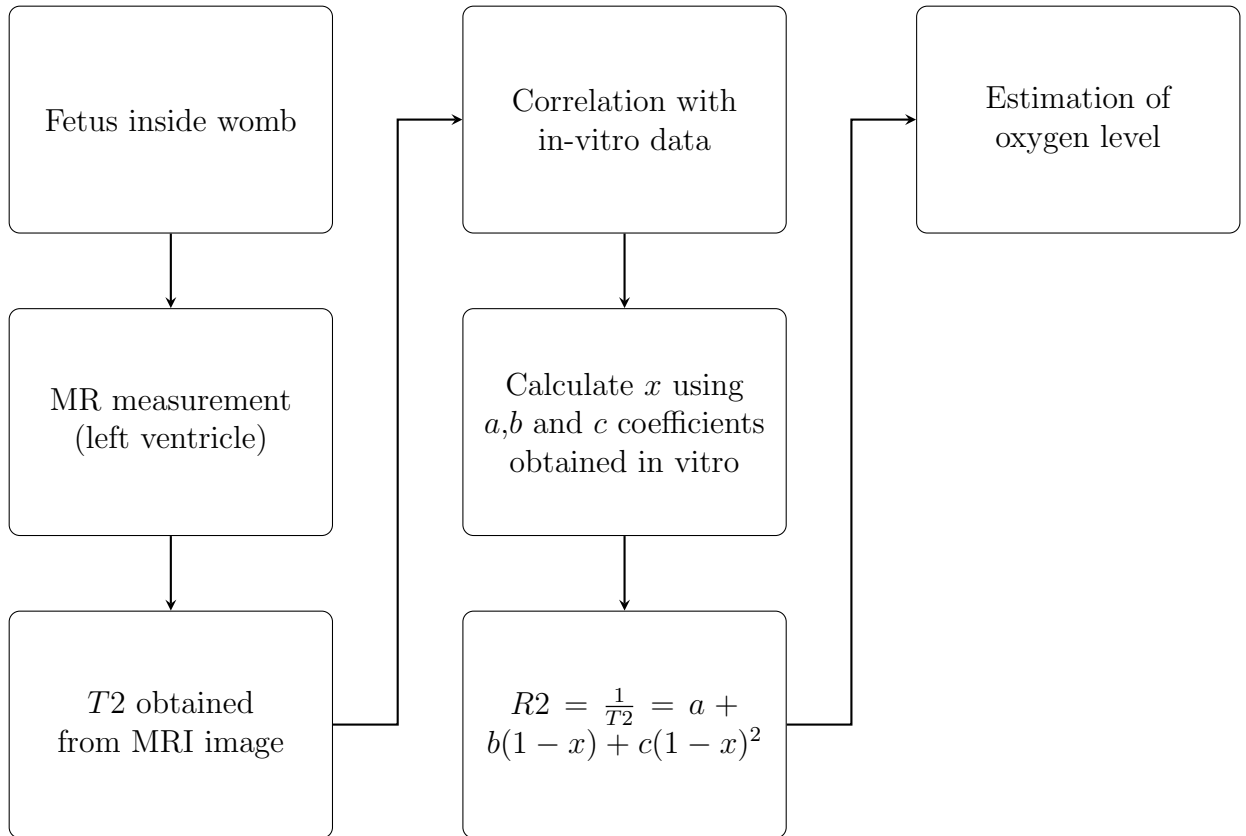 Fetus inside womb
MR measurement
(left ventricle)
T2 obtained
from MRI image
Correlation with
in-vitro data
Calculate x using
a,b and c coefficients
obtained in vitro
R2 = 1/T2 = a +
b(1 − x) + c(1 − x)²
Estimation of
oxygen level